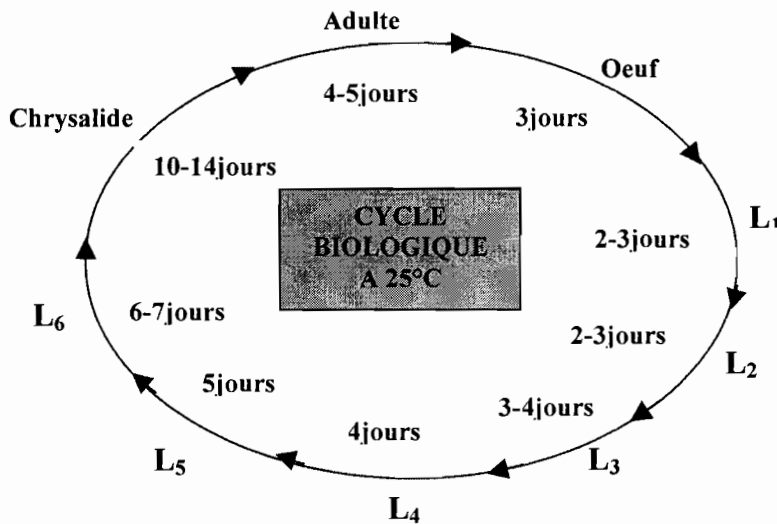 Adulte
Oeuf
4-5jours
3jours
Chrysalide
10-14jours
CYCLE
BIOLOGIQUE
A 25°C
L₁
2-3jours
L₆
6-7jours
2-3jours
L₂
5jours
3-4jours
4jours
L₅
L₃
L₄